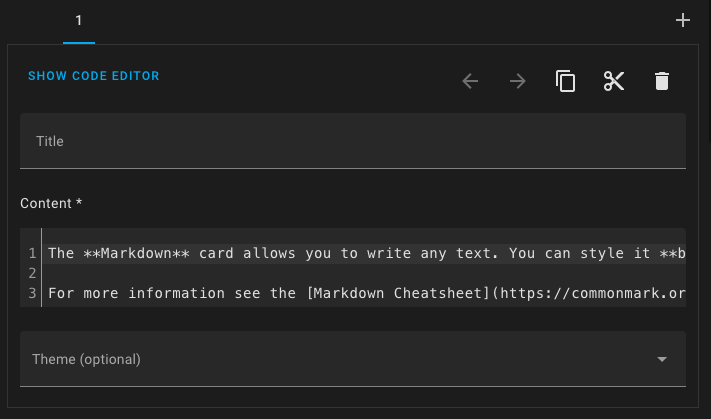 1
SHOW CODE EDITOR
Title
Content *
1 The **Markdown** card allows you to write any text. You can style it **b
2
3 For more information see the [Markdown Cheatsheet](https://commonmark.or
Theme (optional)